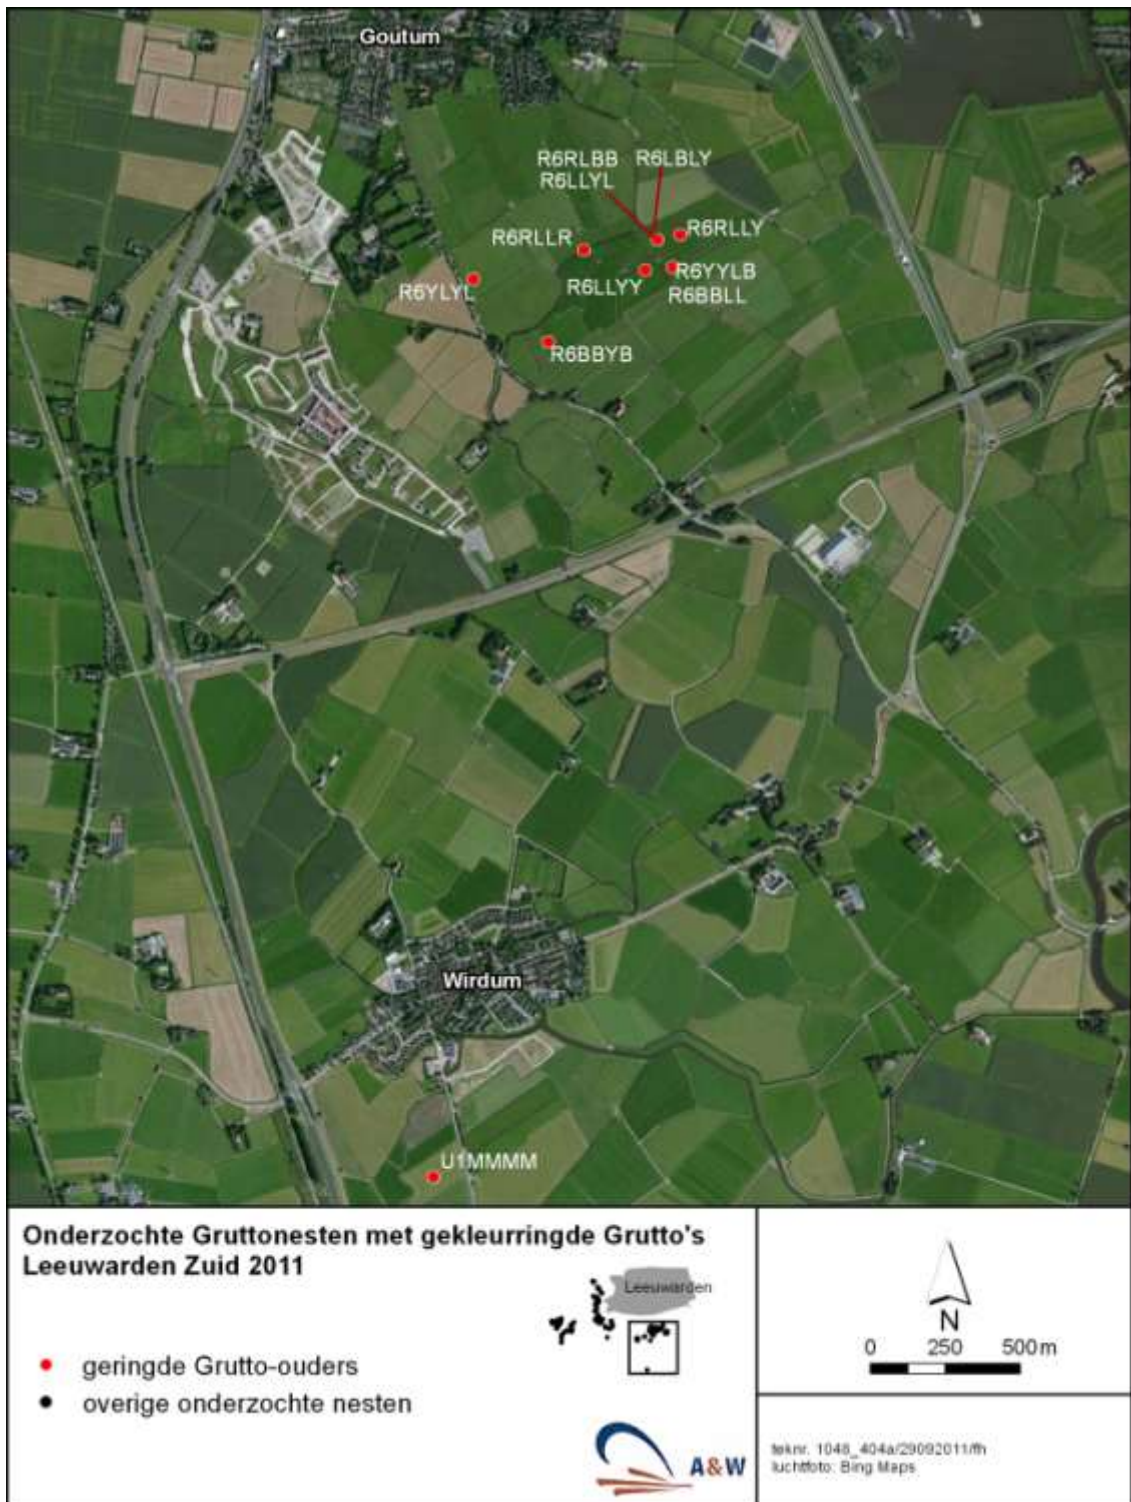 Goutum
R6RLBB R6LBLY
R6LLYL
R6RLLR
R6RLLY
R6YLYL
R6LLYY
R6YYLB
R6BBLL
R6BBYB
Wirdum
U1MMMM
Onderzochte Gruttonesten met gekleurringde Grutto's
Leeuwarden Zuid 2011
Leeuwarden
geringde Grutto-ouders
overige onderzochte nesten
A&W
N
0 250 500m
teknr. 1048_404a/29092011/fh
luchtfoto: Bing Maps